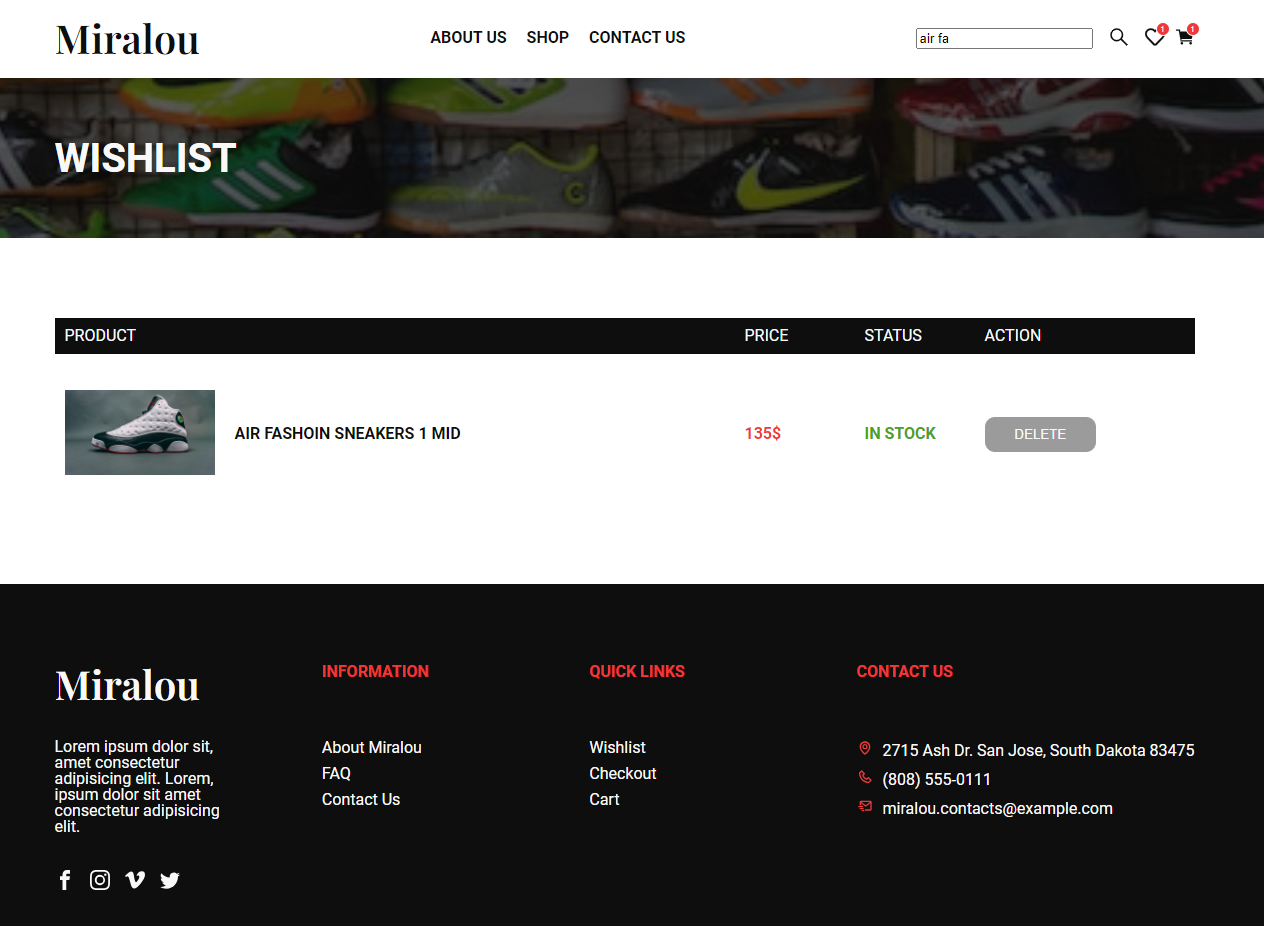 Miralou
ABOUT US SHOP CONTACT US
air fa
1
1
WISHLIST
PRODUCT PRICE STATUS ACTION
AIR FASHOIN SNEAKERS 1 MID 135$ IN STOCK DELETE
Miralou
Lorem ipsum dolor sit,
amet consectetur
adipisicing elit. Lorem,
ipsum dolor sit amet
consectetur adipisicing
elit.
INFORMATION
About Miralou
FAQ
Contact Us
QUICK LINKS
Wishlist
Checkout
Cart
CONTACT US
2715 Ash Dr. San Jose, South Dakota 83475
(808) 555-0111
miralou.contacts@example.com